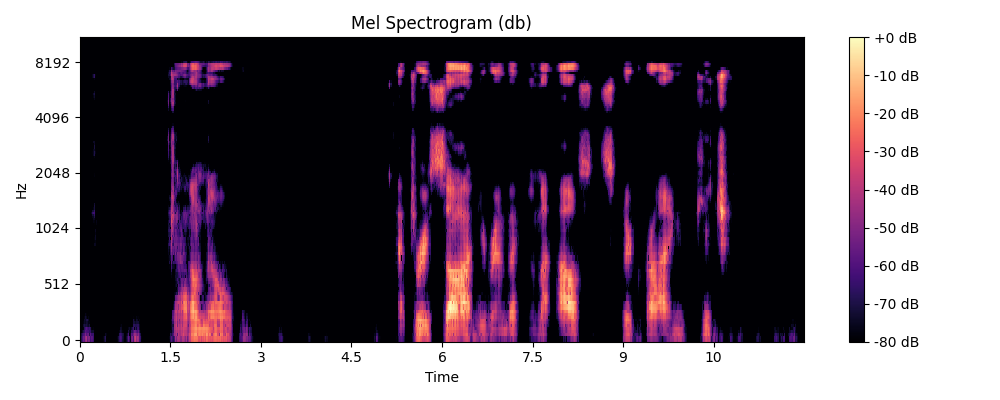 Mel Spectrogram (db)
+0 dB
8192
-10 dB
4096
-20 dB
-30 dB
2048
Hz
-40 dB
1024
-50 dB
-60 dB
512
-70 dB
0
-80 dB
0 1.5 3 4.5 6 7.5 9 10
Time